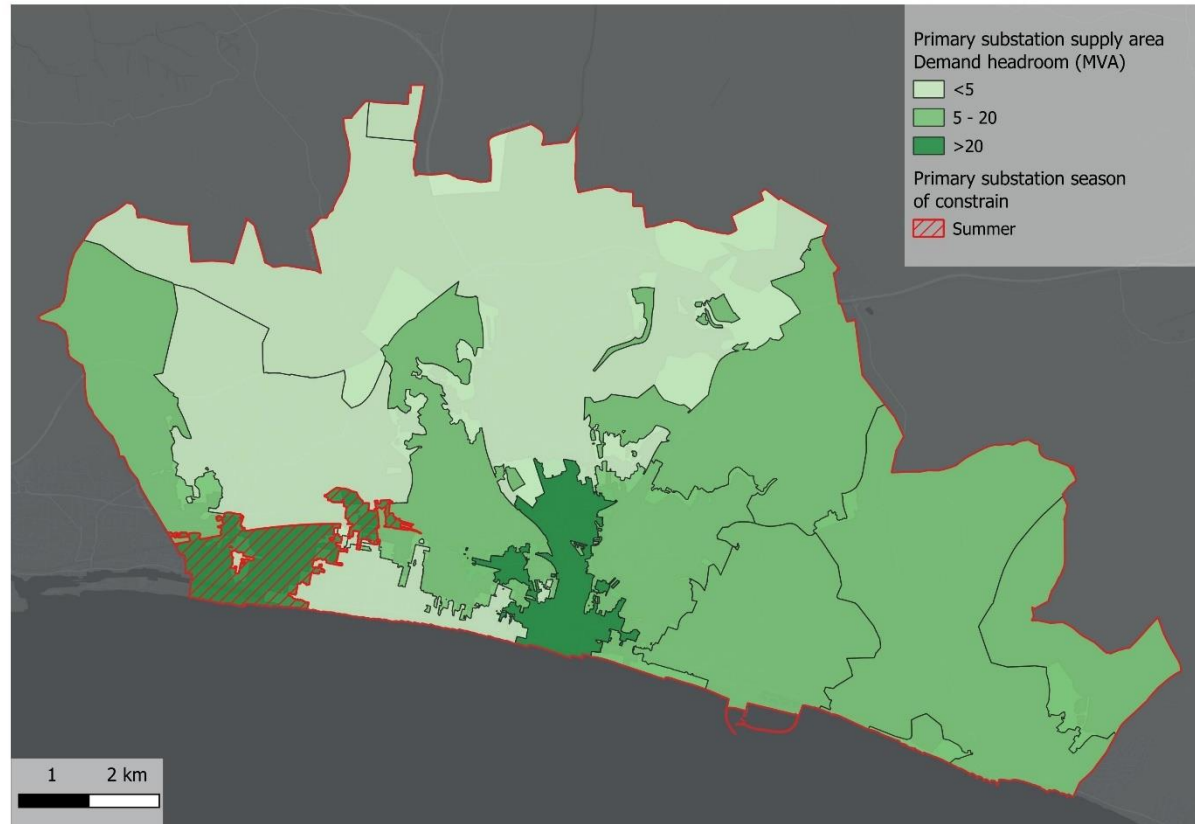 Primary substation supply area
Demand headroom (MVA)
<5
5 - 20
>20
Primary substation season
of constrain
Summer
1 2 km